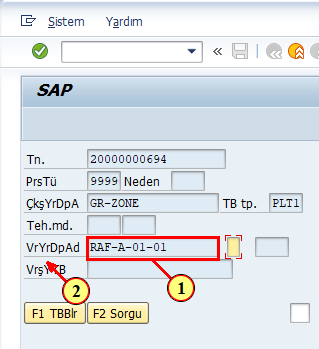 Sistem Yardım
SAP
Tn. 20000000694
PrsTü 9999 Neden
ÇkşYrDpA GR-ZONE TB tp. PLT1
Teh.md.
VrYrDpAd RAF-A-01-01
1
2
F1 TBBlr F2 Sorgu